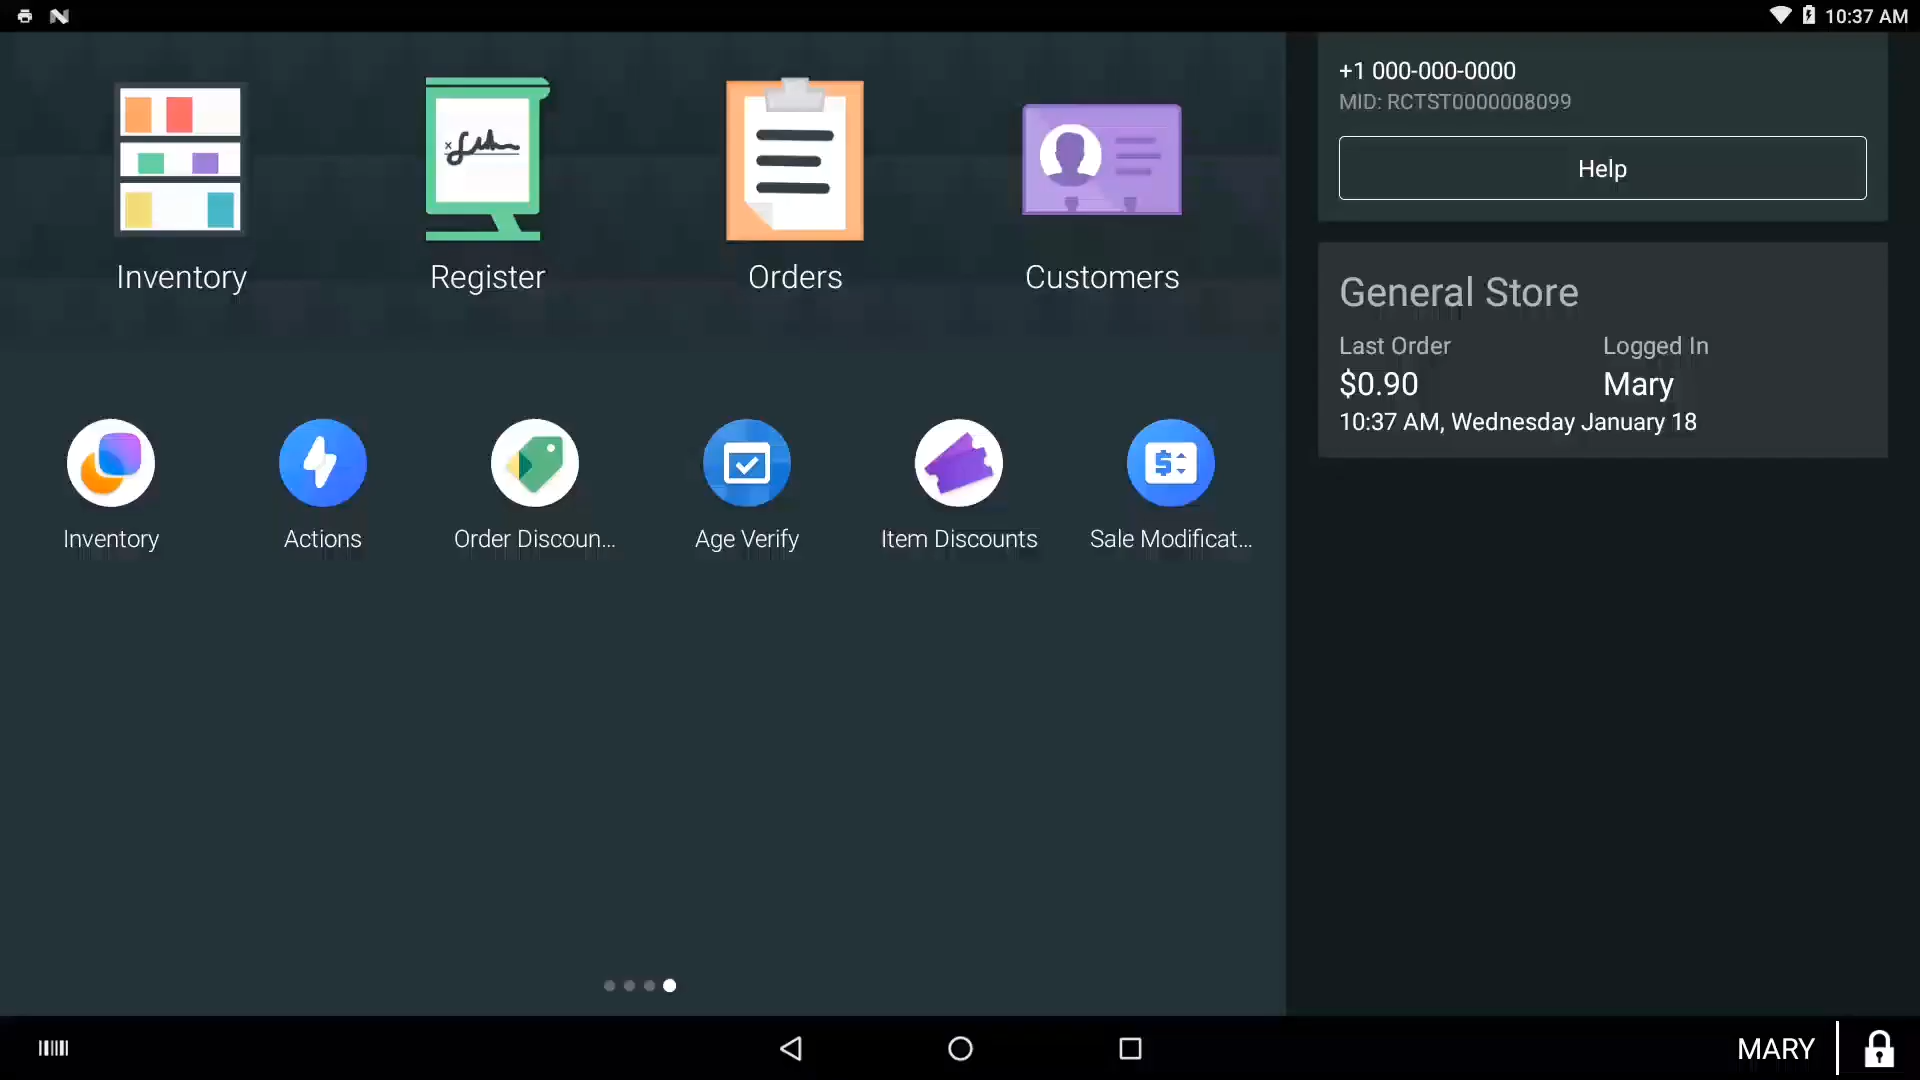 10:37 AM
+1 000-000-0000
MID: RCTST0000008099
Help
Inventory
Register
Orders
Customers
General Store
Last Order
Logged In
$0.90
Mary
10:37 AM, Wednesday January 18
Inventory
Actions
Order Discoun...
Age Verify
Item Discounts
Sale Modificat...
MARY